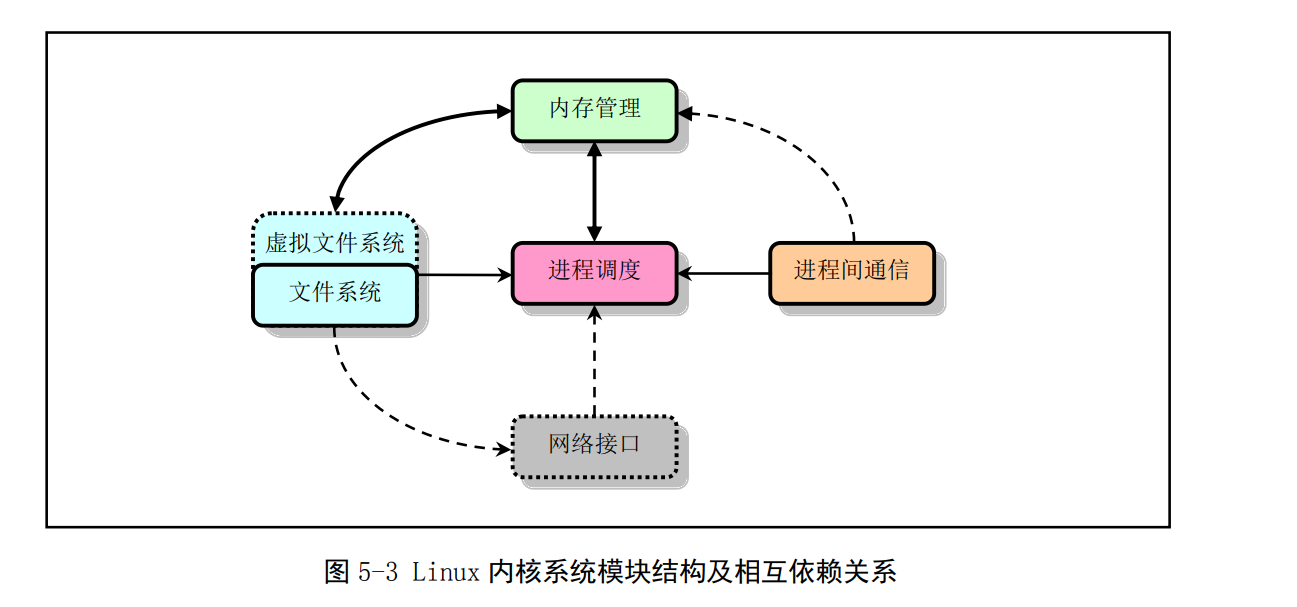 内存管理
虚拟文件系统
文件系统
进程调度
进程间通信
网络接口
图 5-3 Linux 内核系统模块结构及相互依赖关系